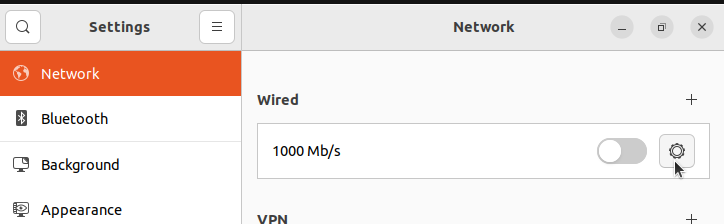 Settings
Network
Network
Bluetooth
Background
Appearance
Wired
1000 Mb/s
VPN